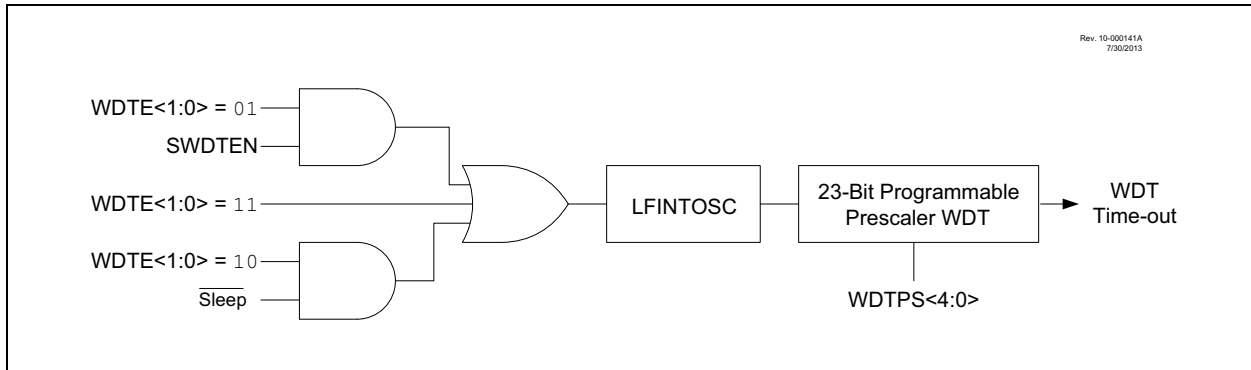 Rev. 10-000141A
7/30/2013
WDTE<1:0> = 01
SWDTEN
WDTE<1:0> = 11
WDTE<1:0> = 10
Sleep
LFINTOSC
23-Bit Programmable
Prescaler WDT
WDT
Time-out
WDTPS<4:0>